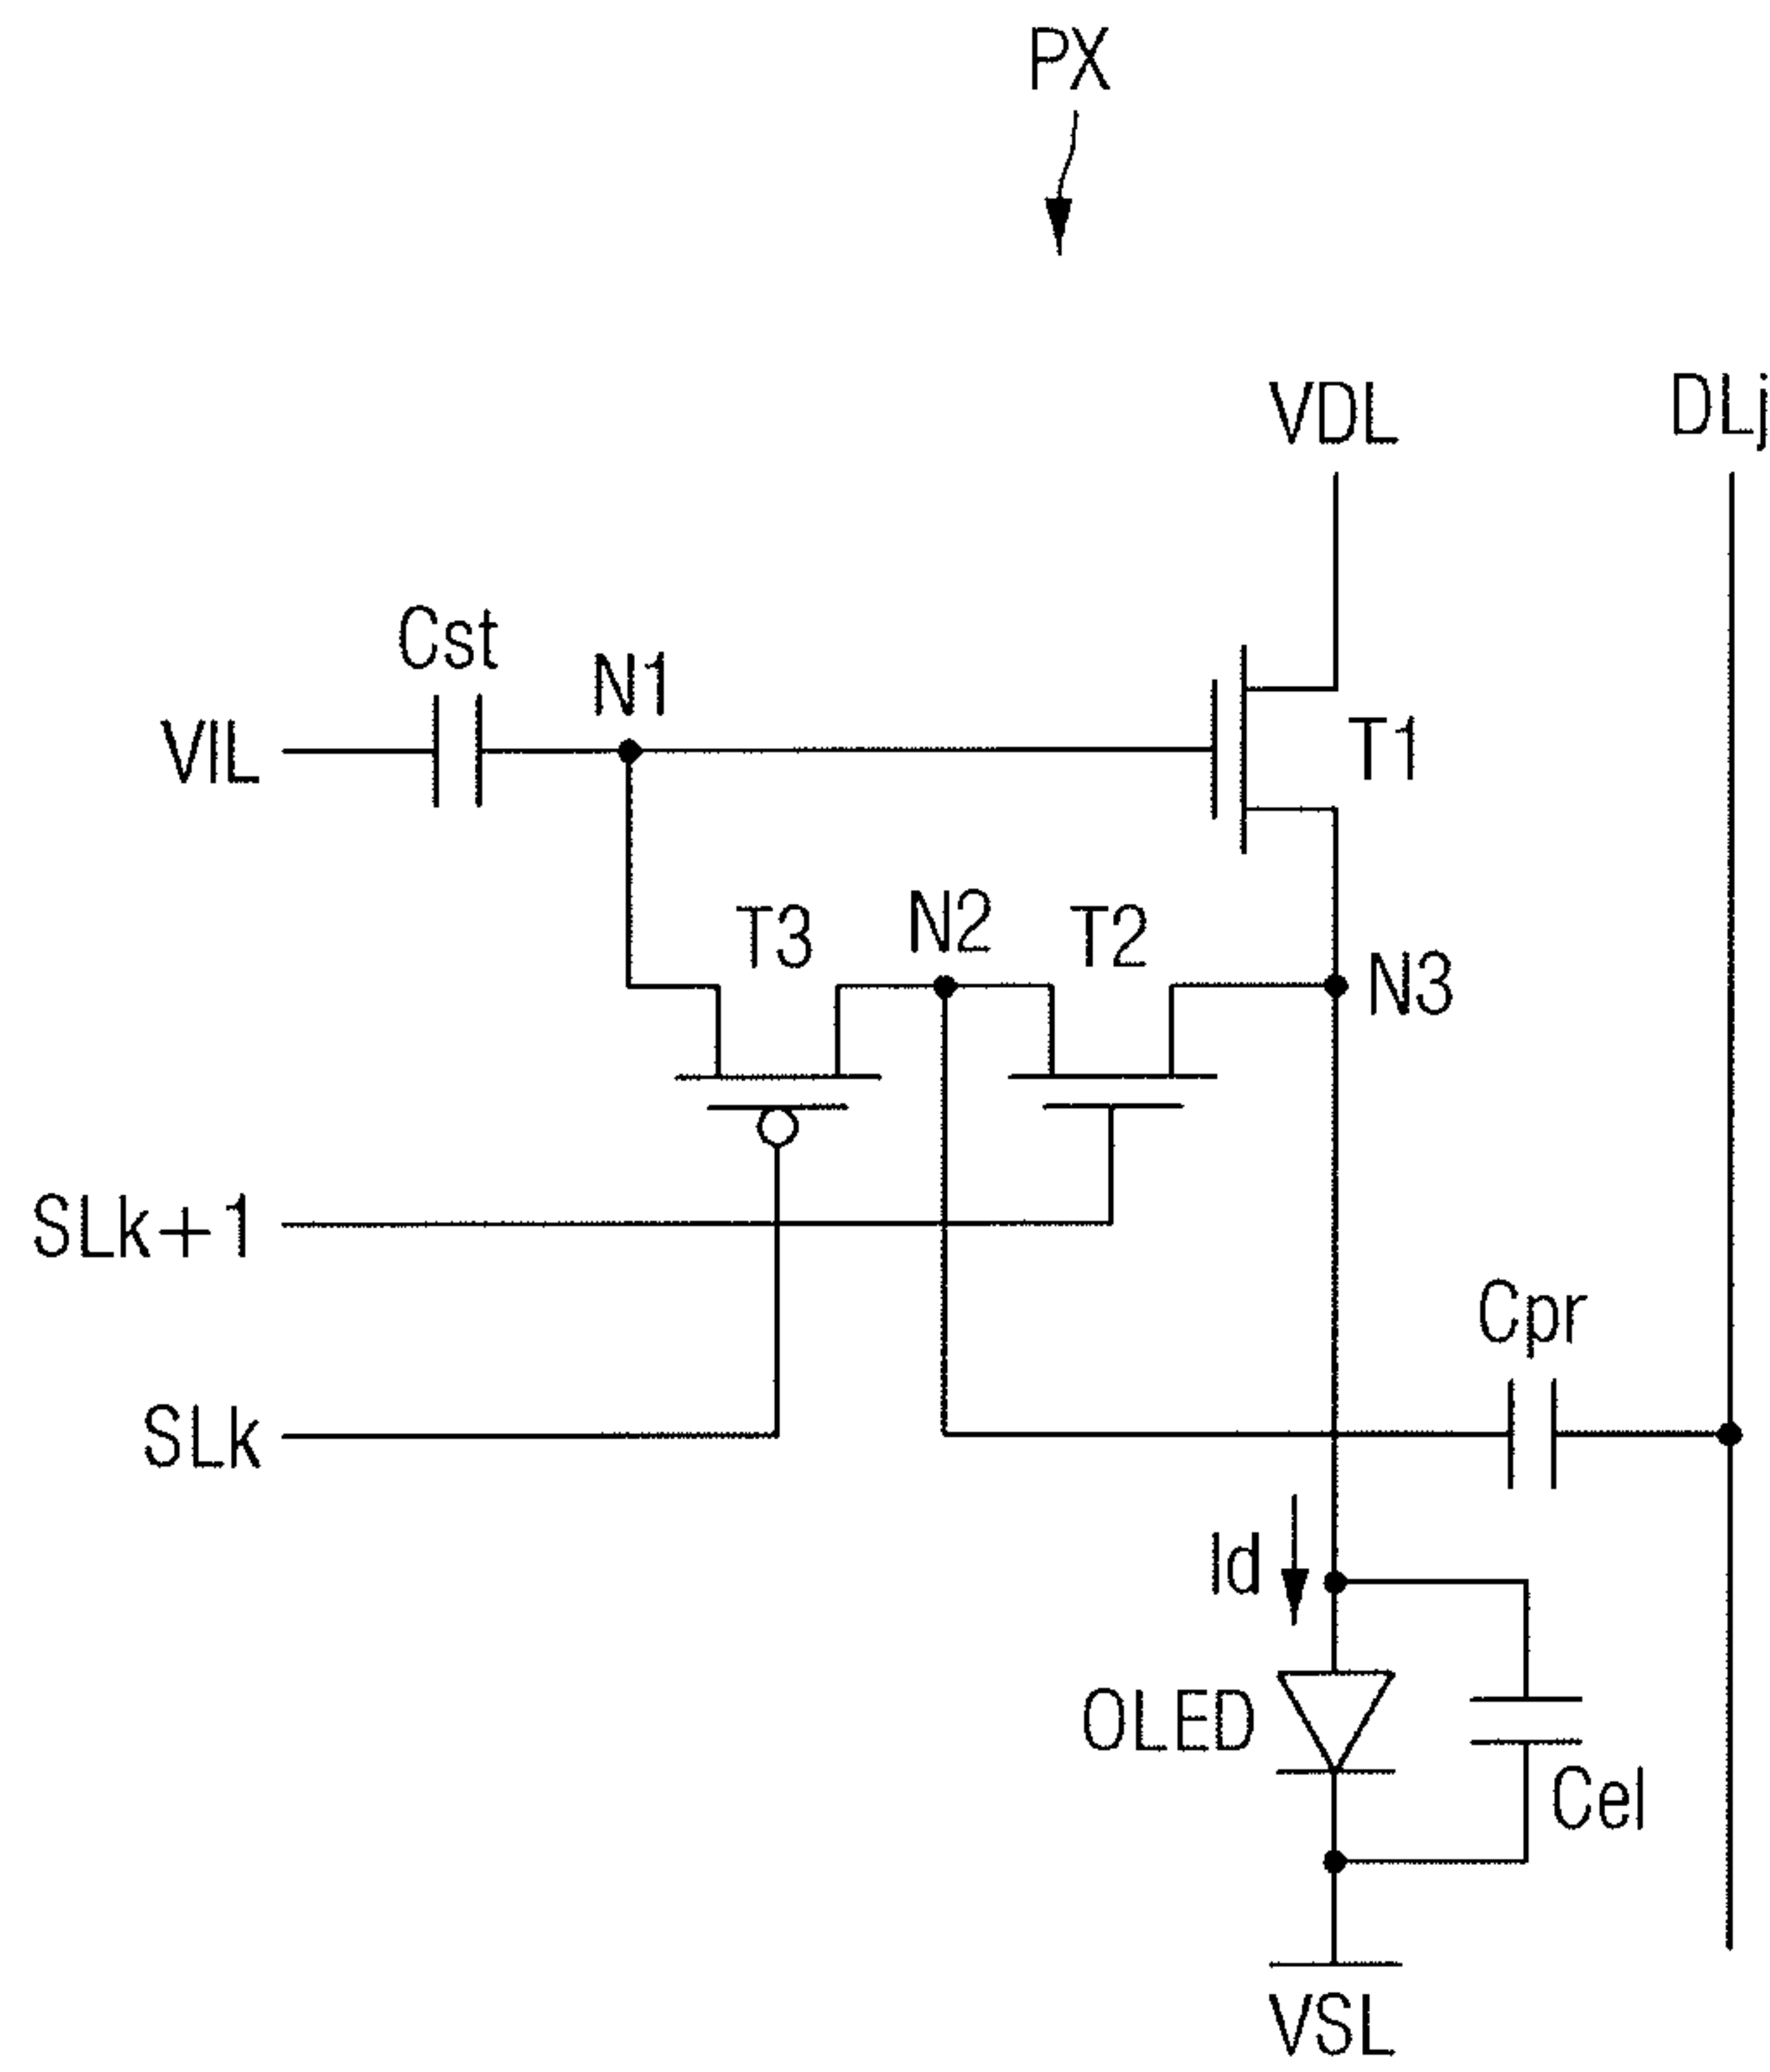 PX
VDL
DLj
Cst
N1
VIL
T1
T3
N2
T2
N3
SLk+1
Cpr
SLk
Id
OLED
Cel
VSL